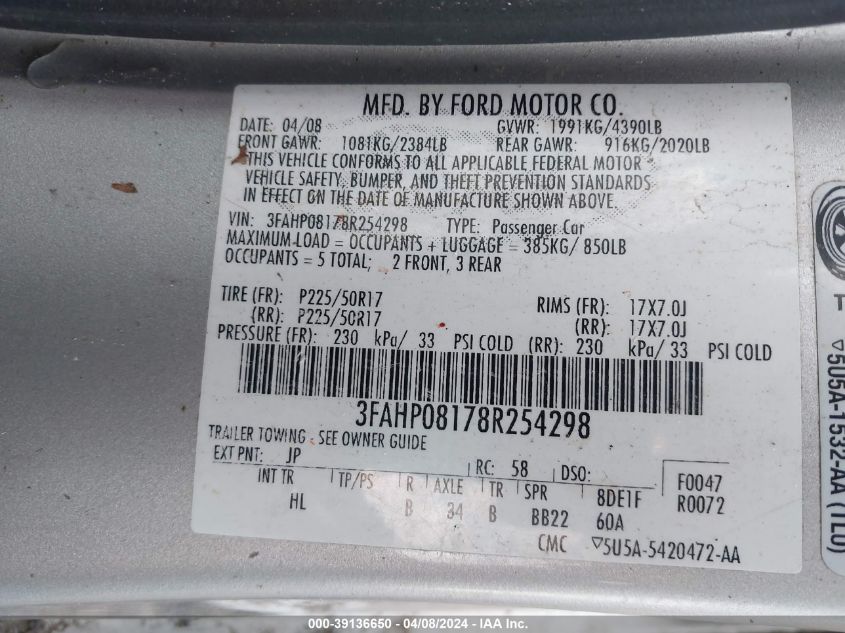 MFD. BY FORD MOTOR CO.
DATE: 04/08 GVWR: 1991KG/4390LB
FRONT GAWR: 1081KG/2384LB REAR GAWR: 916KG/2020LB
THIS VEHICLE CONFORMS TO ALL APPLICABLE FEDERAL MOTOR
VEHICLE SAFETY, BUMPER, AND THEFT PREVENTION STANDARDS
IN EFFECT ON THE DATE OF MANUFACTURE SHOWN ABOVE.
VIN: 3FAHP08178R254298 TYPE: Passenger Car
MAXIMUM LOAD = OCCUPANTS + LUGGAGE = 385KG/ 850LB
OCCUPANTS = 5 TOTAL; 2 FRONT, 3 REAR
TIRE (FR): P225/50R17 RIMS (FR): 17X7.0J
(RR): P225/50R17 (RR): 17X7.0J
PRESSURE (FR): 230 kPa/ 33 PSI COLD (RR): 230 kPa/ 33 PSI COLD
3FAHP08178R254298
TRAILER TOWING - SEE OWNER GUIDE
EXT PNT: JP RC: 58 DSO: F0047
INT TR TP/PS R AXLE TR SPR 8DE1F R0072
HL B 34 B BB22 60A
CMC ▽5U5A-5420472-AA
T
▽5U5A-1532-AA (TL0)
000-39136650 - 04/08/2024 - IAA Inc.